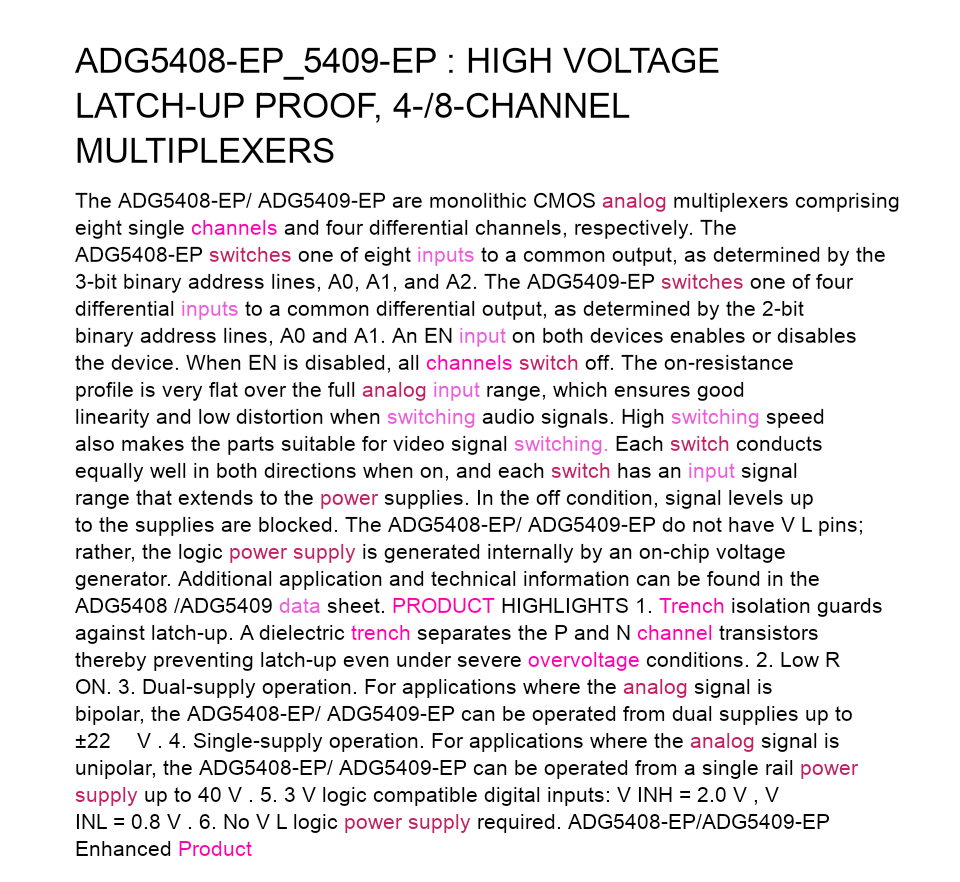 ADG5408-EP_5409-EP : HIGH VOLTAGE
LATCH-UP PROOF, 4-/8-CHANNEL
MULTIPLEXERS
The ADG5408-EP/ ADG5409-EP are monolithic CMOS analog multiplexers comprising
eight single channels and four differential channels, respectively. The
ADG5408-EP switches one of eight inputs to a common output, as determined by the
3-bit binary address lines, A0, A1, and A2. The ADG5409-EP switches one of four
differential inputs to a common differential output, as determined by the 2-bit
binary address lines, A0 and A1. An EN input on both devices enables or disables
the device. When EN is disabled, all channels switch off. The on-resistance
profile is very flat over the full analog input range, which ensures good
linearity and low distortion when switching audio signals. High switching speed
also makes the parts suitable for video signal switching. Each switch conducts
equally well in both directions when on, and each switch has an input signal
range that extends to the power supplies. In the off condition, signal levels up
to the supplies are blocked. The ADG5408-EP/ ADG5409-EP do not have V L pins;
rather, the logic power supply is generated internally by an on-chip voltage
generator. Additional application and technical information can be found in the
ADG5408 /ADG5409 data sheet. PRODUCT HIGHLIGHTS 1. Trench isolation guards
against latch-up. A dielectric trench separates the P and N channel transistors
thereby preventing latch-up even under severe overvoltage conditions. 2. Low R
ON. 3. Dual-supply operation. For applications where the analog signal is
bipolar, the ADG5408-EP/ ADG5409-EP can be operated from dual supplies up to
±22 V . 4. Single-supply operation. For applications where the analog signal is
unipolar, the ADG5408-EP/ ADG5409-EP can be operated from a single rail power
supply up to 40 V . 5. 3 V logic compatible digital inputs: V INH = 2.0 V , V
INL = 0.8 V . 6. No V L logic power supply required. ADG5408-EP/ADG5409-EP
Enhanced Product